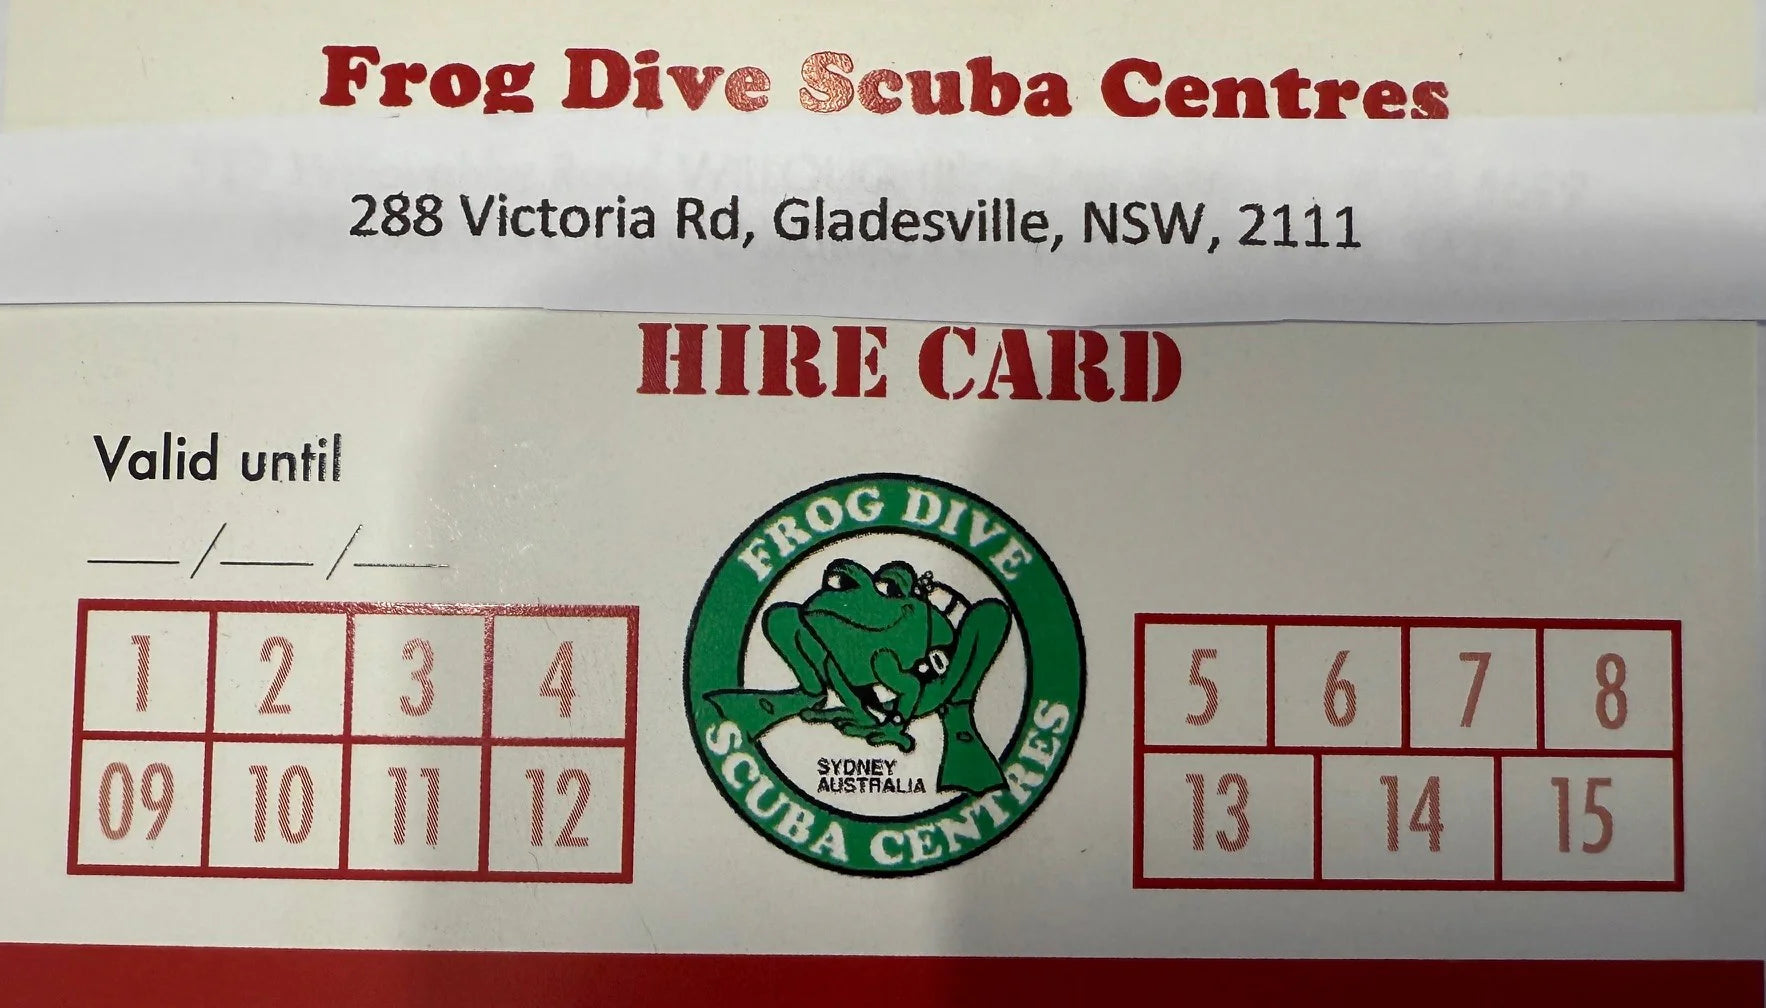 Frog Dive Scuba Centres
288 Victoria Rd, Gladesville, NSW, 2111
HIRE CARD
Valid until
__/__/__
1 2 3 4
09 10 11 12
FROG DIVE
SYDNEY
AUSTRALIA
SCUBA CENTRES
5 6 7 8
13 14 15